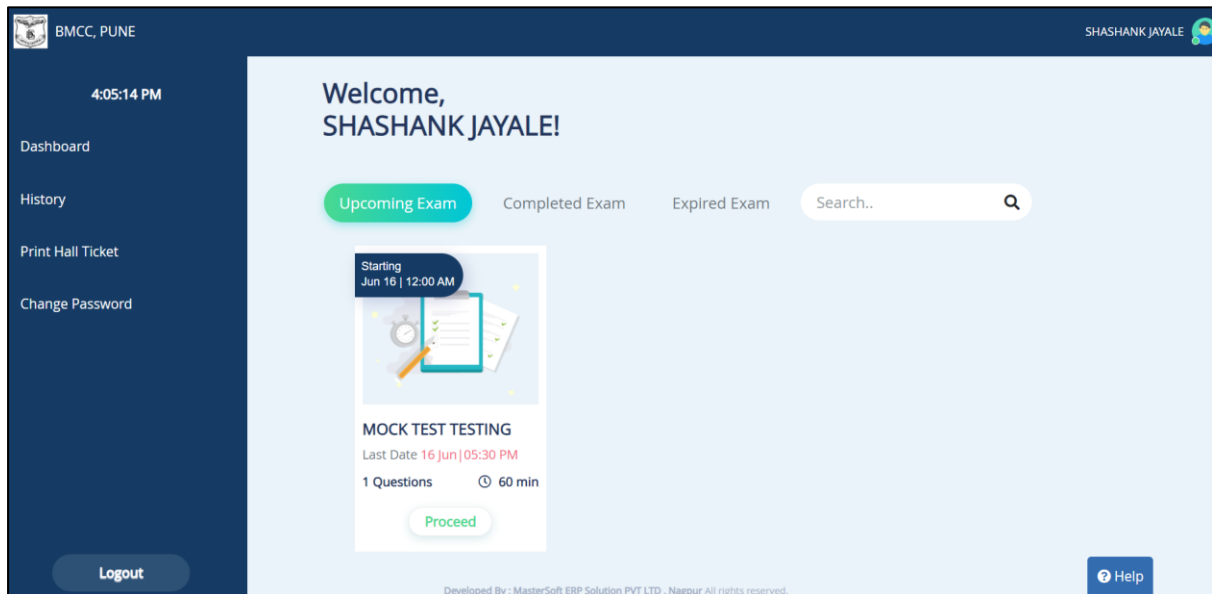 BMCC, PUNE
SHASHANK JAYALE
4:05:14 PM
Dashboard
History
Print Hall Ticket
Change Password
Logout
Welcome,
SHASHANK JAYALE!
Upcoming Exam
Completed Exam
Expired Exam
Search..
Starting
Jun 16 | 12:00 AM
MOCK TEST TESTING
Last Date 16 Jun|05:30 PM
1 Questions 60 min
Proceed
Developed By : MasterSoft ERP Solution PVT LTD , Nagpur All rights reserved.
Help